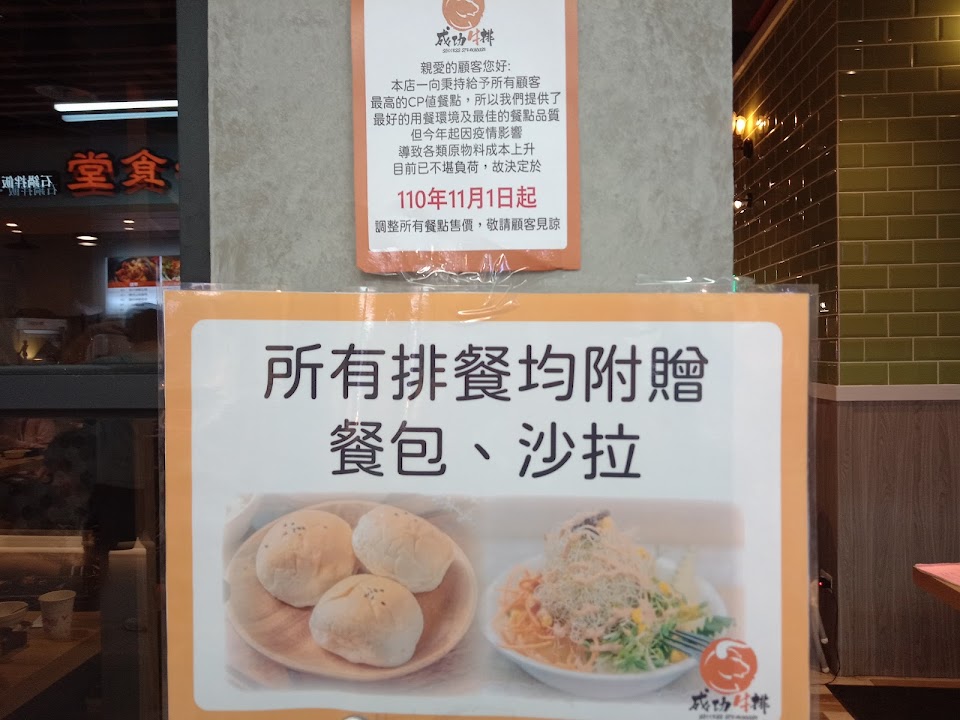 成功牛排
親愛的顧客您好:
本店一向秉持給予所有顧客
最高的CP值餐點，所以我們提供了
最好的用餐環境及最佳的餐點品質
但今年起因疫情影響
導致各類原物料成本上升
目前已不堪負荷，故決定於
110年11月1日起
調整所有餐點售價，敬請顧客見諒
石鍋拌飯
食堂
所有排餐均附贈
餐包、沙拉
成功牛排